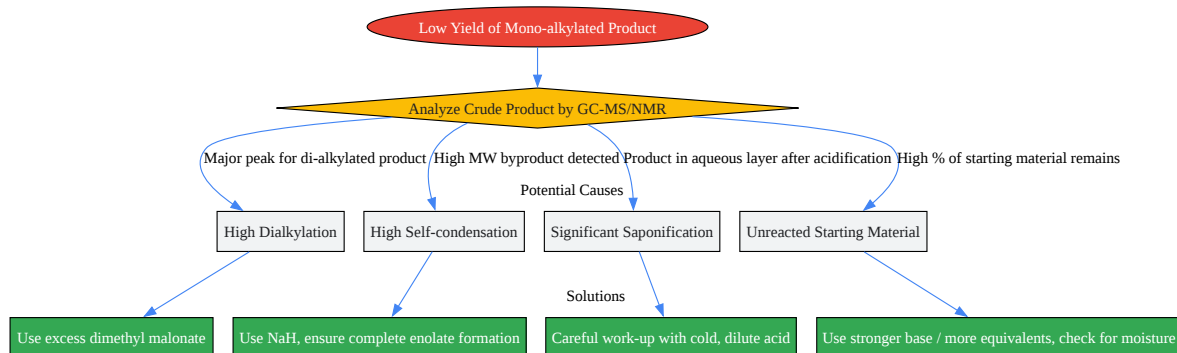 Low Yield of Mono-alkylated Product
Analyze Crude Product by GC-MS/NMR
Major peak for di-alkylated product
High MW byproduct detected
Product in aqueous layer after acidification
High % of starting material remains
Potential Causes
High Dialkylation
High Self-condensation
Significant Saponification
Unreacted Starting Material
Solutions
Use excess dimethyl malonate
Use NaH, ensure complete enolate formation
Careful work-up with cold, dilute acid
Use stronger base / more equivalents, check for moisture